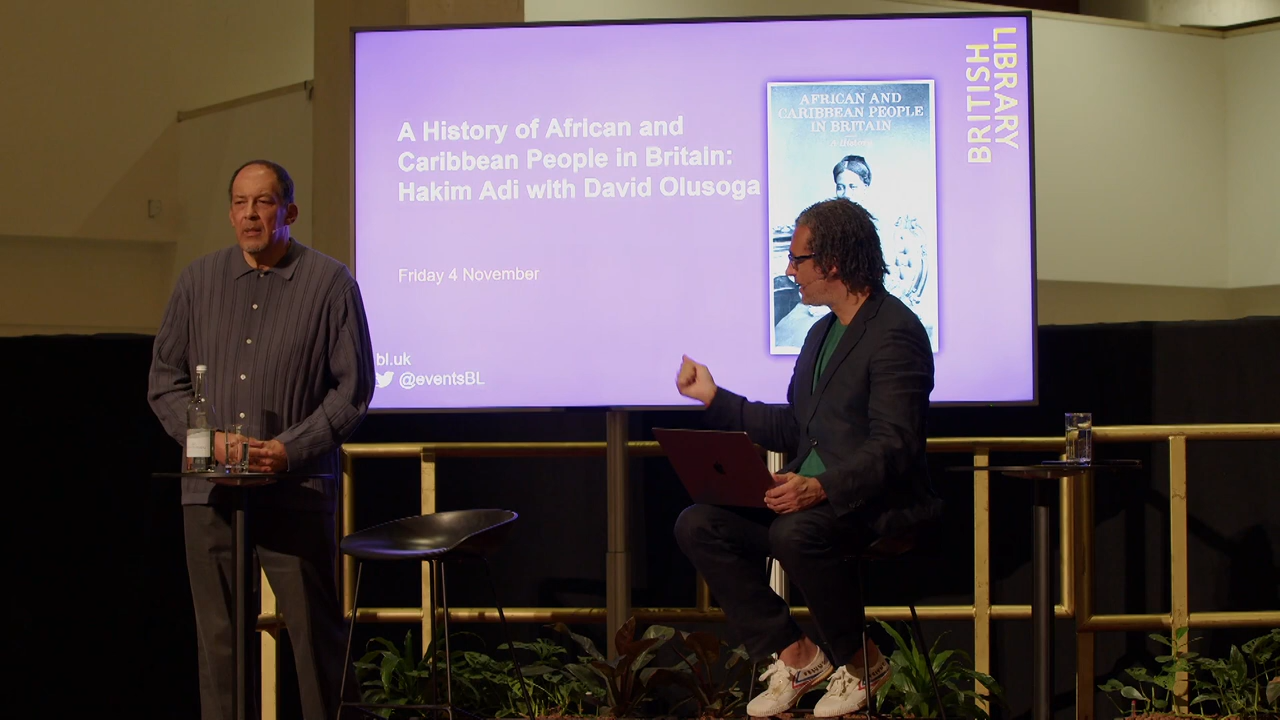 A History of African and
Caribbean People in Britain:
Hakim Adi with David Olusoga
Friday 4 November
bl.uk
@eventsBL
AFRICAN AND
CARIBBEAN PEOPLE
IN BRITAIN
A History
BRITISH
LIBRARY